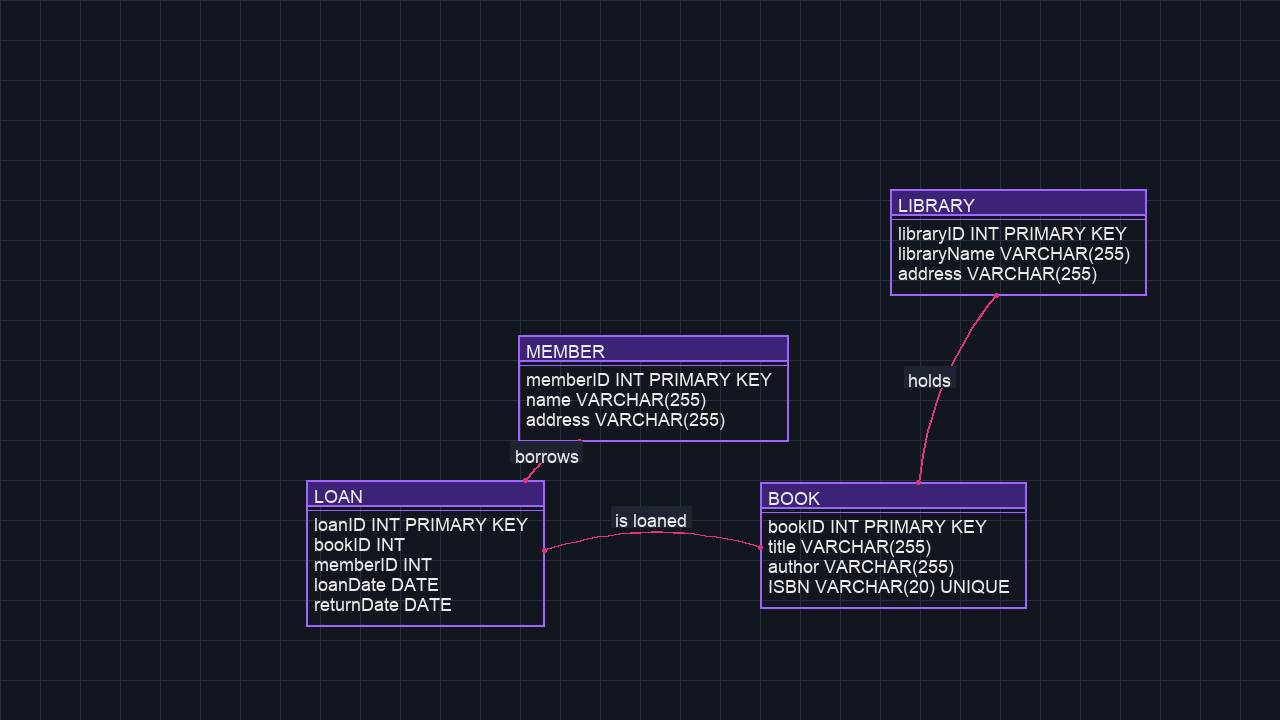 LIBRARY
libraryID INT PRIMARY KEY
libraryName VARCHAR(255)
address VARCHAR(255)
holds
MEMBER
memberID INT PRIMARY KEY
name VARCHAR(255)
address VARCHAR(255)
borrows
LOAN
loanID INT PRIMARY KEY
bookID INT
memberID INT
loanDate DATE
returnDate DATE
is loaned
BOOK
bookID INT PRIMARY KEY
title VARCHAR(255)
author VARCHAR(255)
ISBN VARCHAR(20) UNIQUE